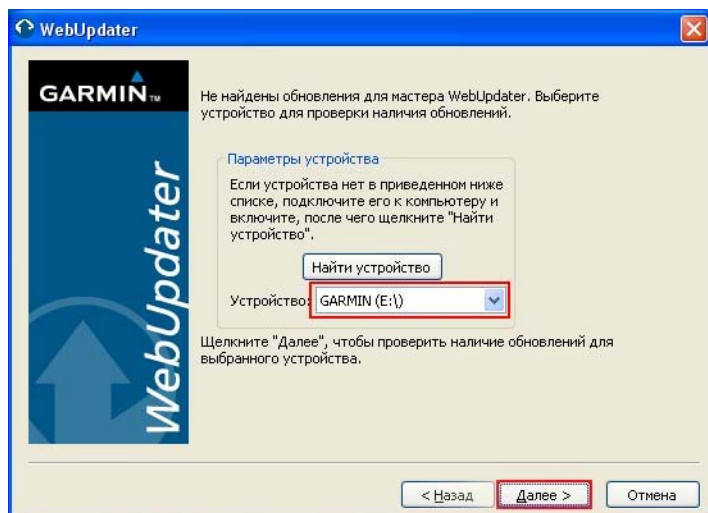 WebUpdater
GARMIN™
WebUpdater
Не найдены обновления для мастера WebUpdater. Выберите
устройство для проверки наличия обновлений.
Параметры устройства
Если устройства нет в приведенном ниже
списке, подключите его к компьютеру и
включите, после чего щелкните "Найти
устройство".
Найти устройство
Устройство: GARMIN (E:\)
Щелкните "Далее", чтобы проверить наличие обновлений для
выбранного устройства.
< Назад Далее > Отмена